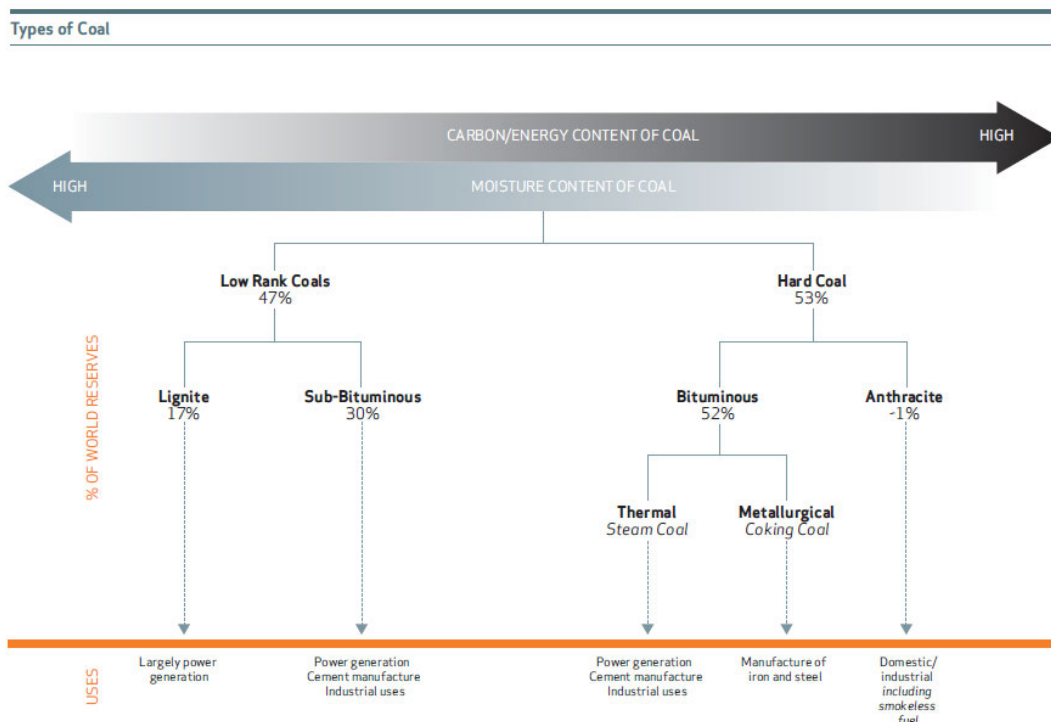 Types of Coal
CARBON/ENERGY CONTENT OF COAL
HIGH
HIGH
MOISTURE CONTENT OF COAL
Low Rank Coals
47%
Hard Coal
53%
% OF WORLD RESERVES
Lignite
17%
Sub-Bituminous
30%
Bituminous
52%
Anthracite
-1%
Thermal
Steam Coal
Metallurgical
Coking Coal
USES
Largely power
generation
Power generation
Cement manufacture
Industrial uses
Power generation
Cement manufacture
Industrial uses
Manufacture of
iron and steel
Domestic/
industrial
including
smokeless
fuel